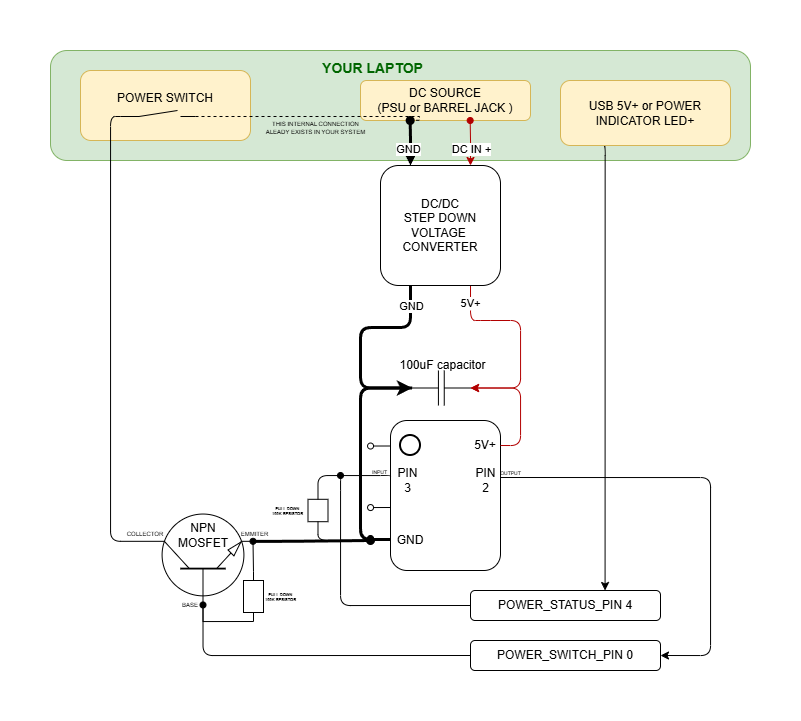 YOUR LAPTOP
POWER SWITCH
DC SOURCE
(PSU or BARREL JACK )
USB 5V+ or POWER
INDICATOR LED+
THIS INTERNAL CONNECTION
ALEADY EXISTS IN YOUR SYSTEM
GND
DC IN +
DC/DC
STEP DOWN
VOLTAGE
CONVERTER
GND
5V+
100uF capacitor
5V+
INPUT
PIN
3
PIN
2
OUTPUT
PULL DOWN
100K RESISTOR
GND
COLLECTOR
NPN
MOSFET
EMMITER
PULL DOWN
100K RESISTOR
BASE
POWER_STATUS_PIN 4
POWER_SWITCH_PIN 0